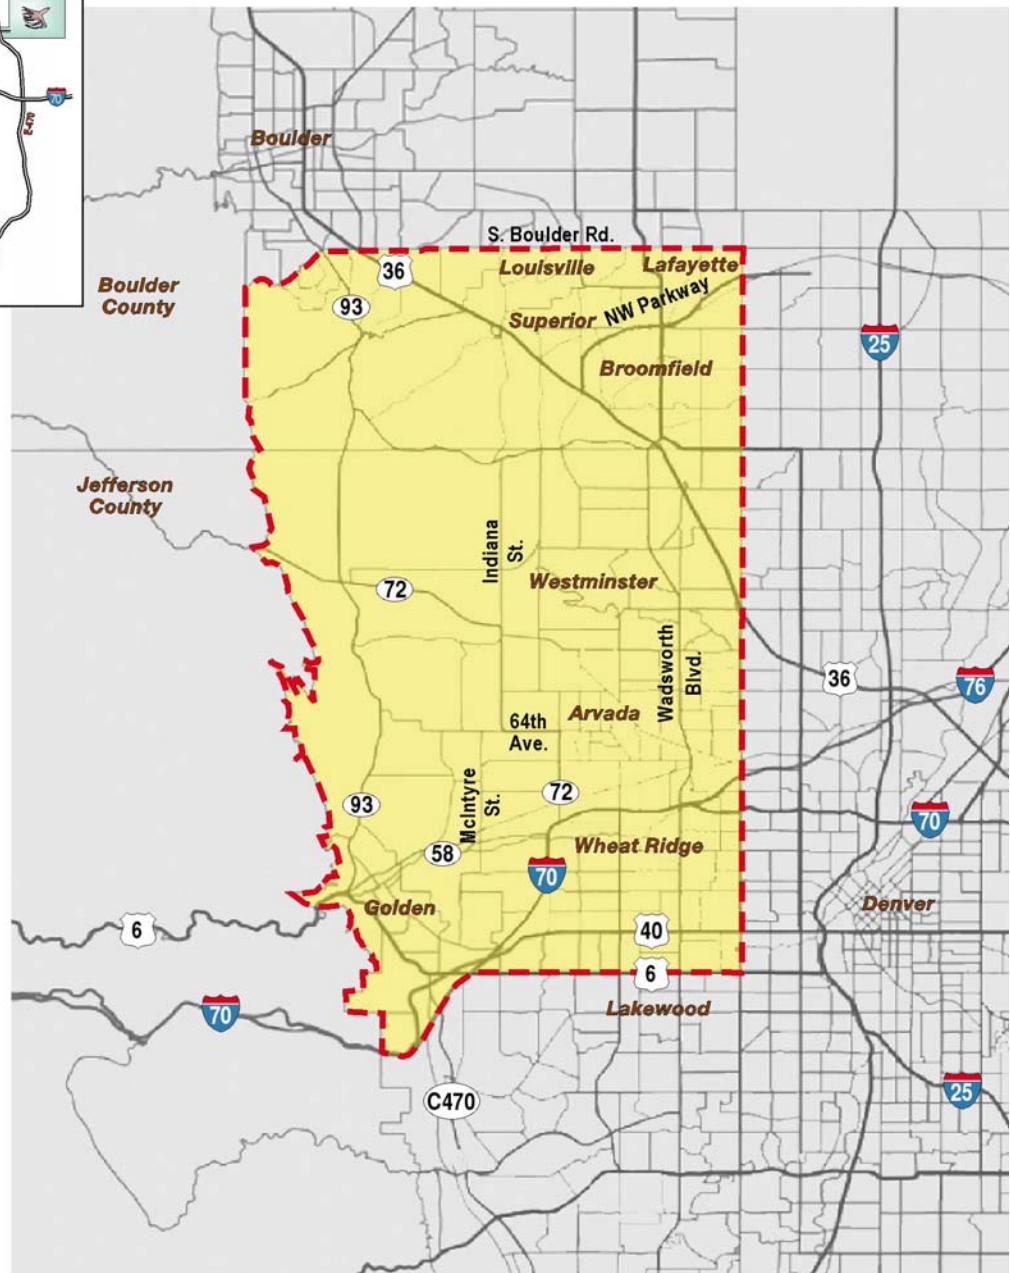 70
E-470
Boulder
S. Boulder Rd.
36
Louisville
Lafayette
Boulder
County
93
NW Parkway
Superior
25
Broomfield
Jefferson
County
Indiana
St.
Westminster
72
Wadsworth
Blvd.
36
76
Arvada
64th
Ave.
McIntyre
St.
72
93
70
58
Wheat Ridge
70
Golden
Denver
6
40
6
Lakewood
70
25
C470